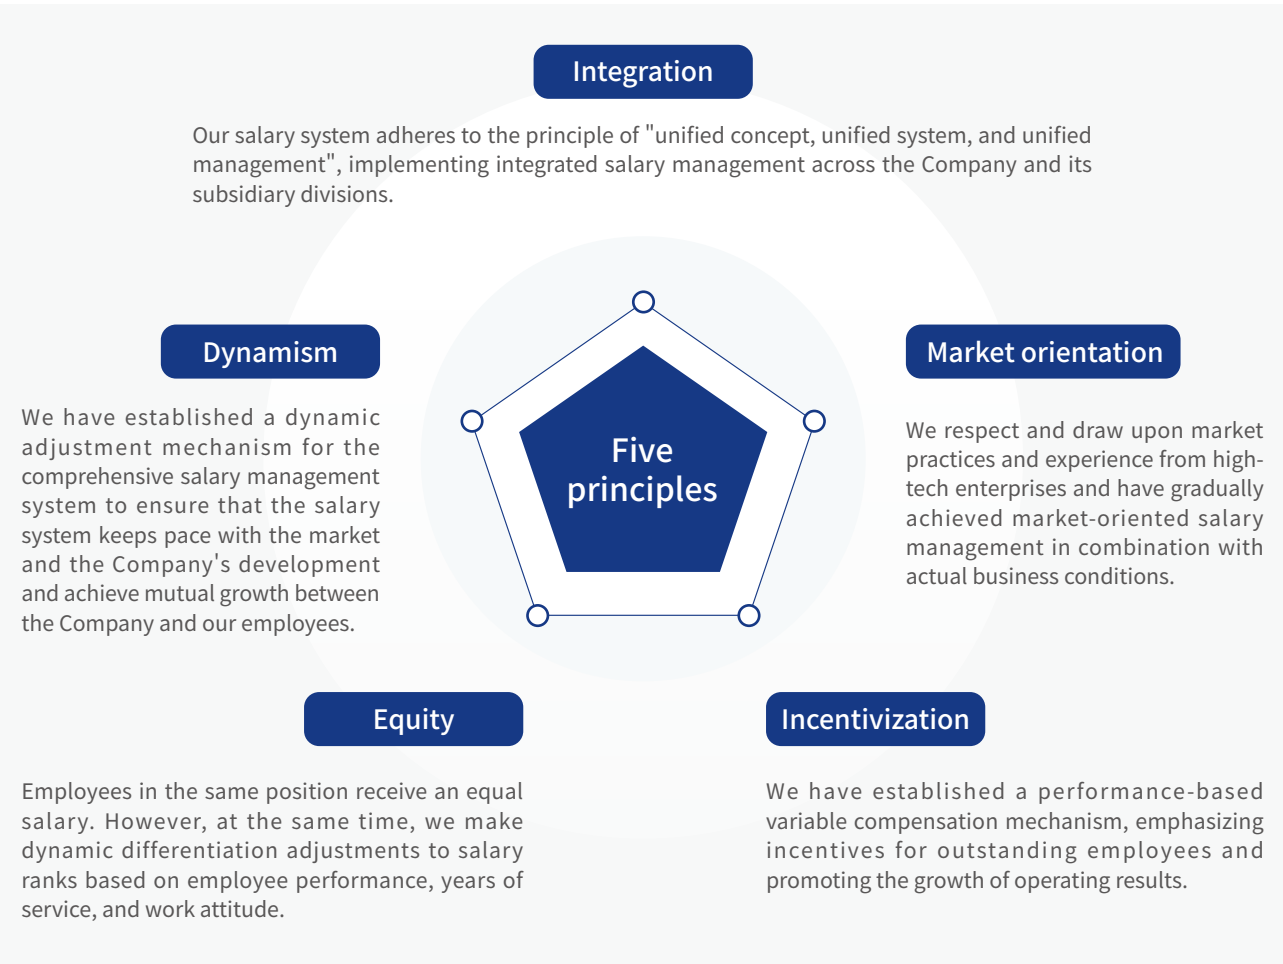 Integration
Our salary system adheres to the principle of "unified concept, unified system, and unified
management", implementing integrated salary management across the Company and its
subsidiary divisions.
Dynamism
We have established a dynamic
adjustment mechanism for the
comprehensive salary management
system to ensure that the salary
system keeps pace with the market
and the Company's development
and achieve mutual growth between
the Company and our employees.
Five
principles
Market orientation
We respect and draw upon market
practices and experience from high-
tech enterprises and have gradually
achieved market-oriented salary
management in combination with
actual business conditions.
Equity
Employees in the same position receive an equal
salary. However, at the same time, we make
dynamic differentiation adjustments to salary
ranks based on employee performance, years of
service, and work attitude.
Incentivization
We have established a performance-based
variable compensation mechanism, emphasizing
incentives for outstanding employees and
promoting the growth of operating results.